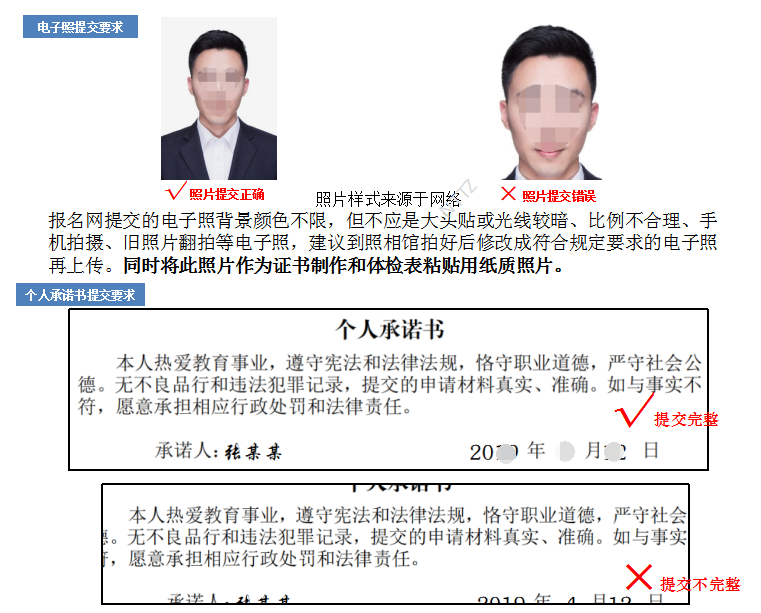 电子照提交要求
照片提交正确
照片样式来源于网络
照片提交错误
报名网提交的电子照背景颜色不限，但不应是大头贴或光线较暗、比例不合理、手
机拍摄、旧照片翻拍等电子照，建议到照相馆拍好后修改成符合规定要求的电子照
再上传。同时将此照片作为证书制作和体检表粘贴用纸质照片。
个人承诺书提交要求
个人承诺书
本人热爱教育事业，遵守宪法和法律法规，恪守职业道德，严守社会公
德。无不良品行和违法犯罪记录，提交的申请材料真实、准确。如与事实不
符，愿意承担相应行政处罚和法律责任。
提交完整
承诺人：张某某 2019 年 月 12 日
个人承诺书
本人热爱教育事业，遵守宪法和法律法规，恪守职业道德，严守社会公
德。无不良品行和违法犯罪记录，提交的申请材料真实、准确。如与事实
符，愿意承担相应行政处罚和法律责任。
提交不完整
承诺人：张某某 2019 年 4 月 12 日